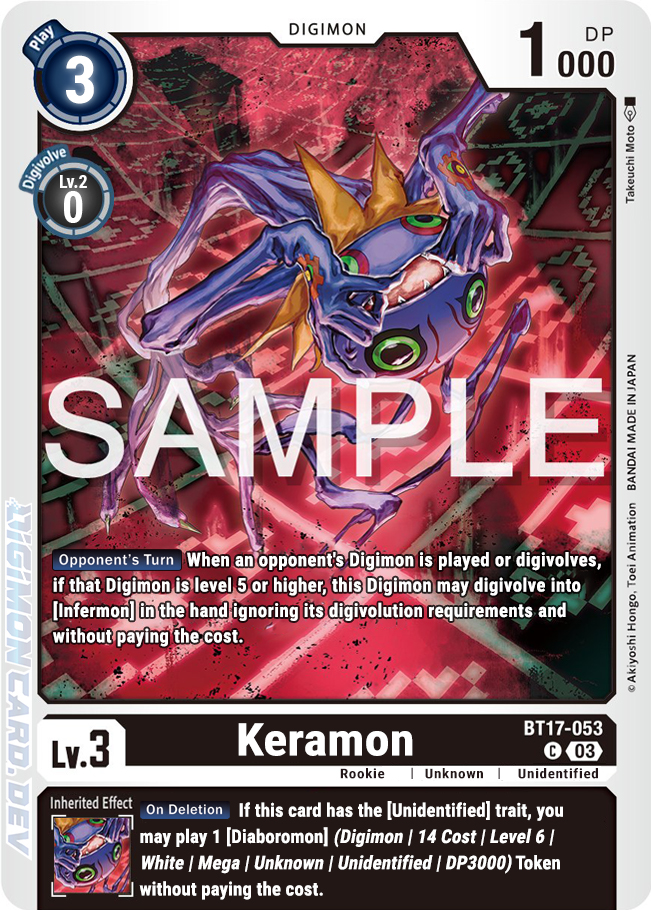 DIGIMON
Play
3
1000
DP
Digivolve
Lv.2
0
Takeuchi Moto
SAMPLE
BANDAI MADE IN JAPAN
© Akiyoshi Hongo, Toei Animation
DIGIMONCARD.DEV
Opponent's Turn When an opponent's Digimon is played or digivolves,
if that Digimon is level 5 or higher, this Digimon may digivolve into
[Infermon] in the hand ignoring its digivolution requirements and
without paying the cost.
Lv.3
Keramon
BT17-053
C 03
Rookie | Unknown | Unidentified
Inherited Effect
On Deletion If this card has the [Unidentified] trait, you
may play 1 [Diaboromon] (Digimon | 14 Cost | Level 6 |
White | Mega | Unknown | Unidentified | DP3000) Token
without paying the cost.